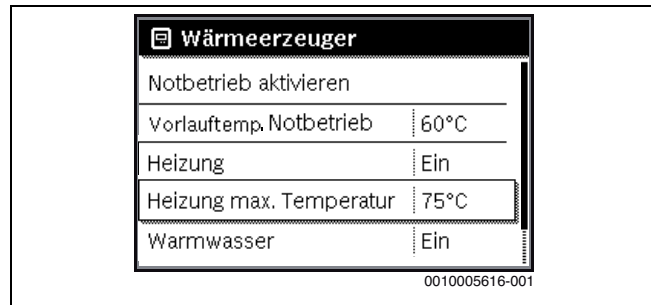 Wärmeerzeuger
Notbetrieb aktivieren
Vorlauftemp. Notbetrieb 60°C
Heizung Ein
Heizung max. Temperatur 75°C
Warmwasser Ein
0010005616-001